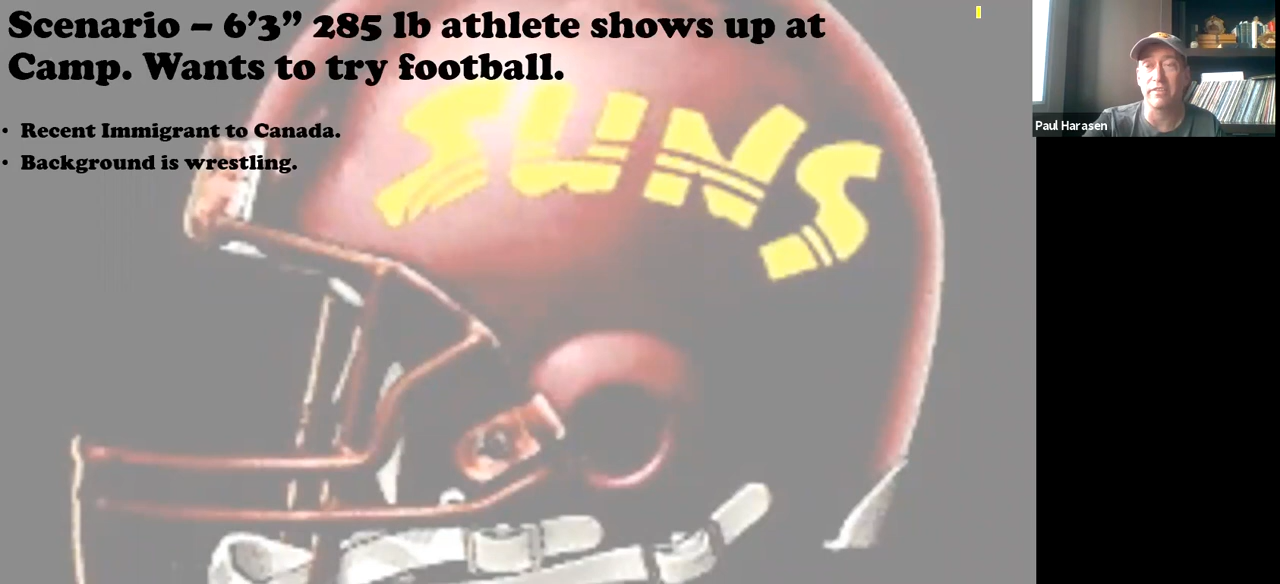 Scenario – 6’3” 285 lb athlete shows up at
Camp. Wants to try football.
• Recent Immigrant to Canada.
• Background is wrestling.
SUNS
Paul Harasen